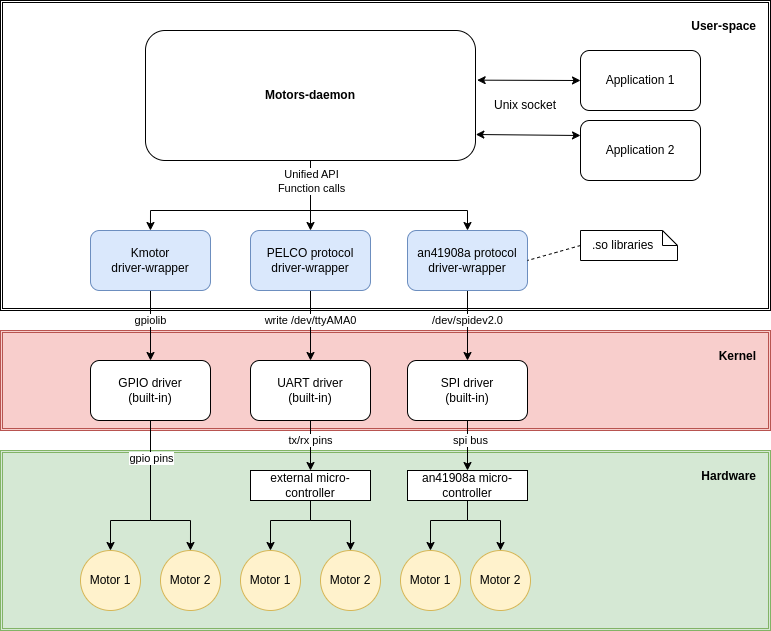 User-space
Motors-daemon
Application 1
Unix socket
Application 2
Unified API
Function calls
Kmotor
driver-wrapper
PELCO protocol
driver-wrapper
an41908a protocol
driver-wrapper
.so libraries
gpiolib
write /dev/ttyAMA0
/dev/spidev2.0
Kernel
GPIO driver
(built-in)
UART driver
(built-in)
SPI driver
(built-in)
tx/rx pins
spi bus
gpio pins
Hardware
external micro-
controller
an41908a micro-
controller
Motor 1
Motor 2
Motor 1
Motor 2
Motor 1
Motor 2